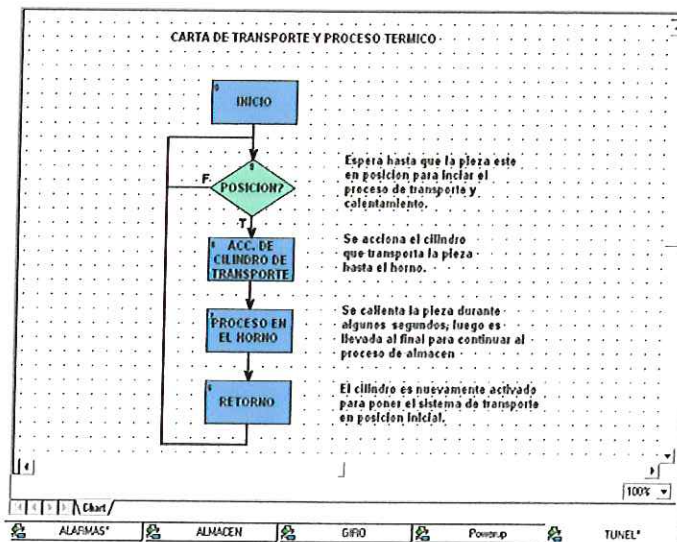 CARTA DE TRANSPORTE Y PROCESO TERMICO
INICIO
F
POSICION?
T
Espera hasta que la pieza este
en posicion para inciar el
proceso de transporte y
calentamiento.
ACC. DE
CILINDRO DE
TRANSPORTE
Se acciona el cilindro
que transporta la pieza
hasta el horno.
PROCESO EN
EL HORNO
Se callenta la pieza durante
algunos segundos; luego es
llevada al final para continuar al
proceso de almacen
RETORNO
El cilindro es nuevamente activado
para poner el sistema de transporte
en posicion inicial.
100%
Chart
ALARMAS*
ALMACEN
GIRO
Powerup
TUNEL*